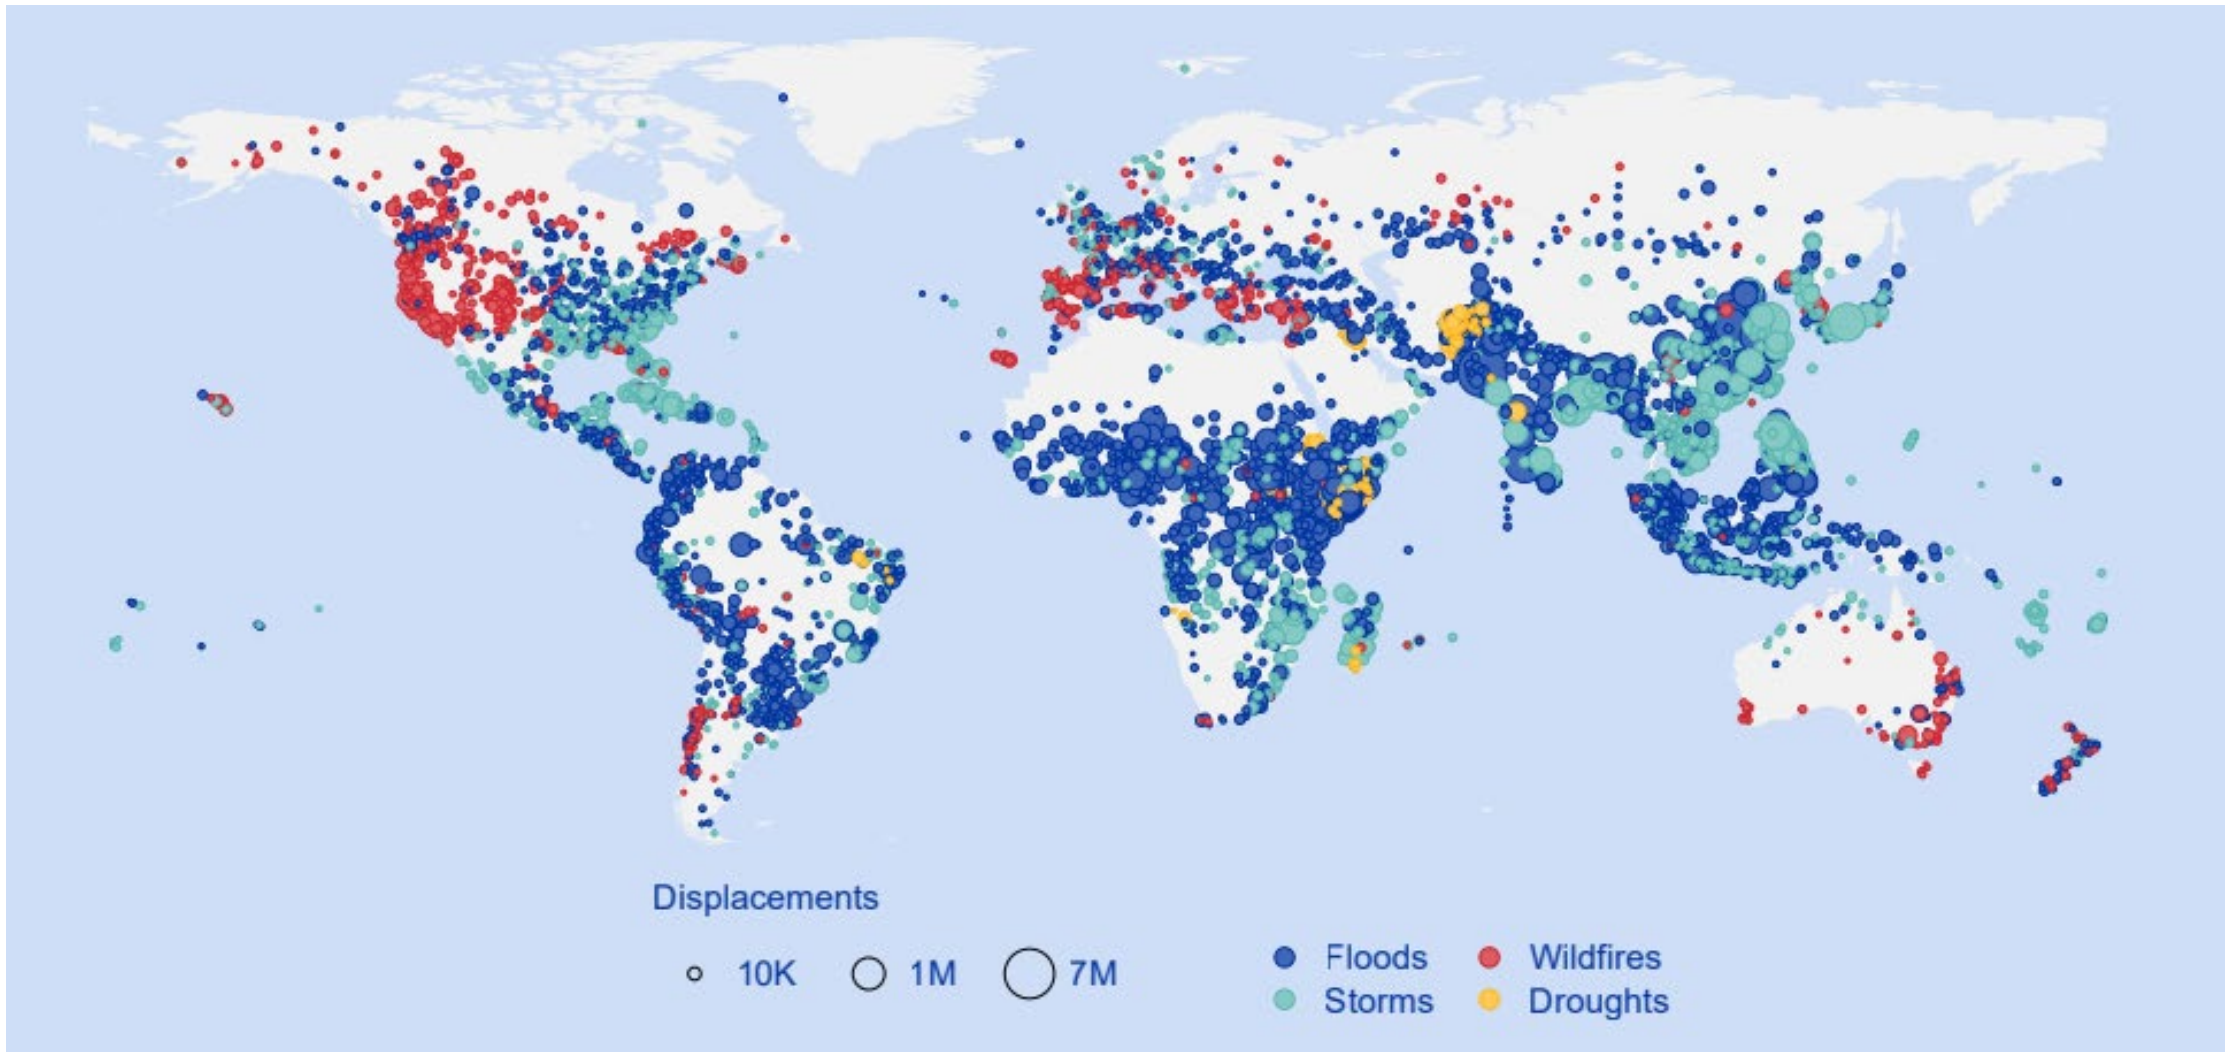 Displacements
10K 1M 7M
Floods Wildfires
Storms Droughts